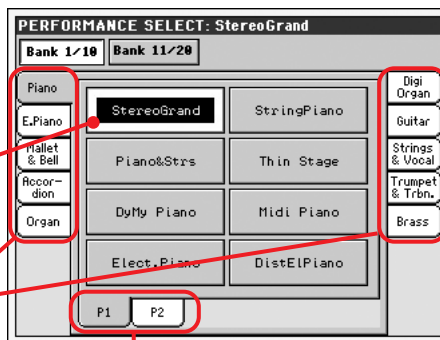 PERFORMANCE SELECT: StereoGrand
Bank 1/10 Bank 11/20
Piano
E.Piano
Mallet
& Bell
Accor-
dion
Organ
StereoGrand StringPiano
Piano&Strs Thin Stage
DyMy Piano Midi Piano
Elect.Piano DistElPiano
Digi
Organ
Guitar
Strings
& Vocal
Trumpet
& Trbn.
Brass
P1 P2